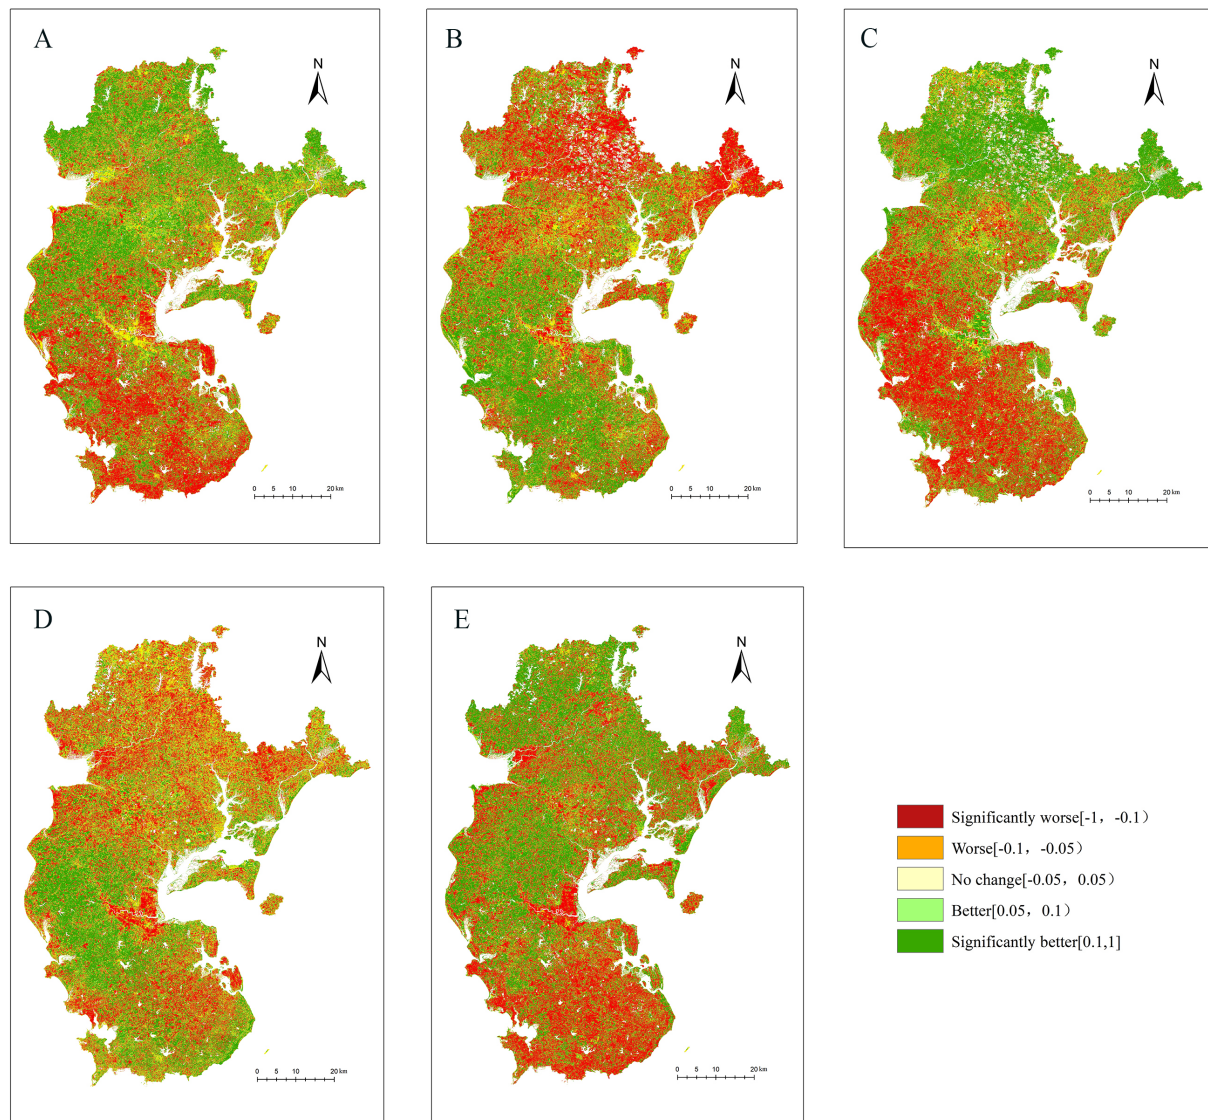 A
N
0 5 10 20 km
B
N
0 5 10 20 km
C
N
0 5 10 20 km
D
N
0 5 10 20 km
E
N
0 5 10 20 km
Significantly worse[-1，-0.1）
Worse[-0.1，-0.05）
No change[-0.05，0.05）
Better[0.05，0.1）
Significantly better[0.1,1]